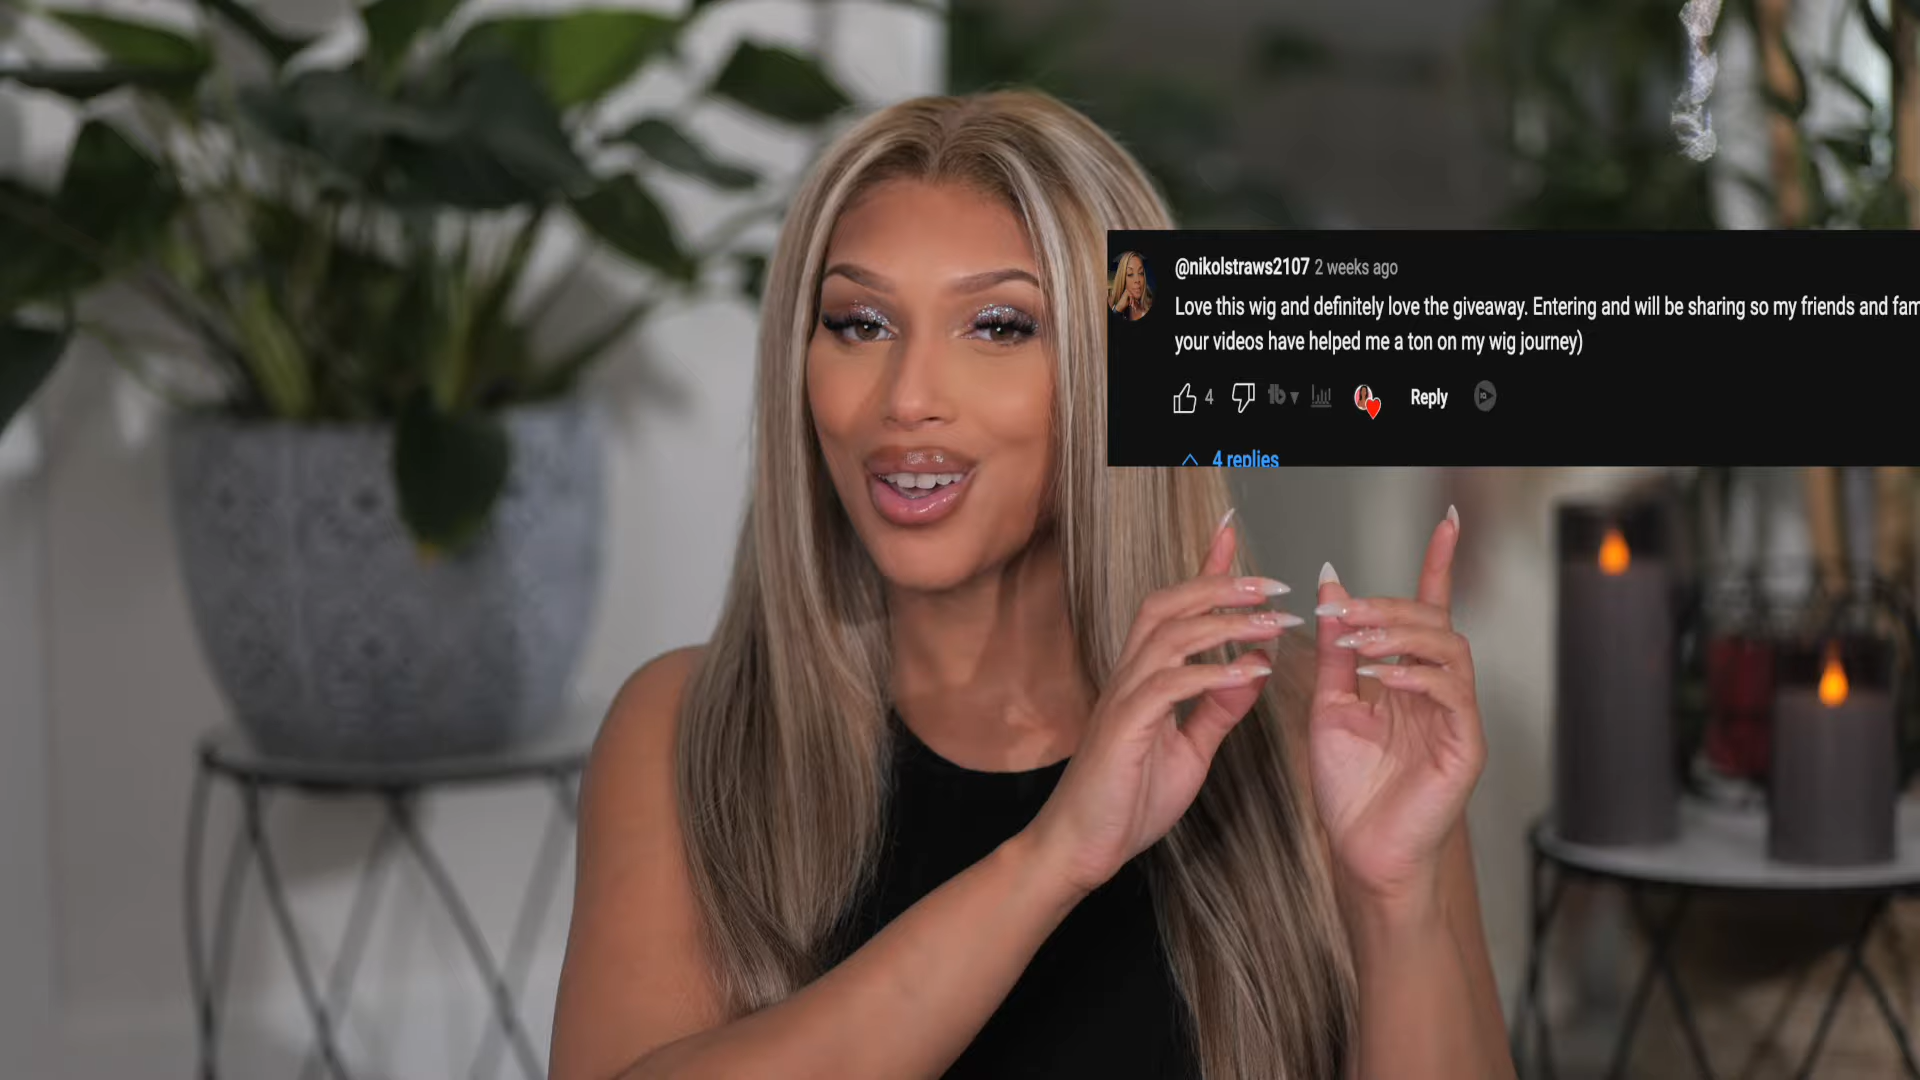 @nikolstraws2107 2 weeks ago
Love this wig and definitely love the giveaway. Entering and will be sharing so my friends and fam
your videos have helped me a ton on my wig journey)
4 Reply
4 replies